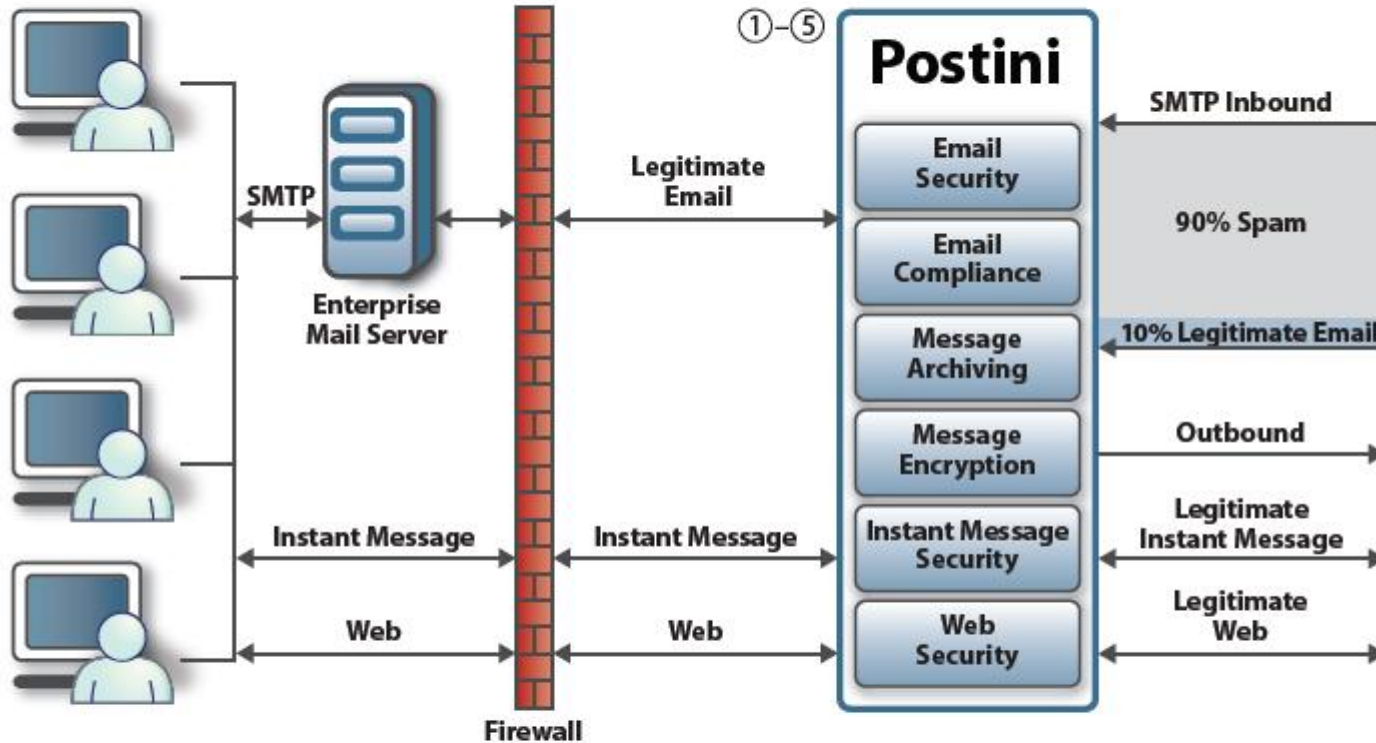 ①–⑤
Postini
SMTP Inbound
Email
Security
Legitimate
Email
SMTP
90% Spam
Email
Compliance
Enterprise
Mail Server
10% Legitimate Email
Message
Archiving
Outbound
Message
Encryption
Instant Message
Instant Message
Instant Message
Security
Legitimate
Instant Message
Web
Web
Web
Security
Legitimate
Web
Firewall